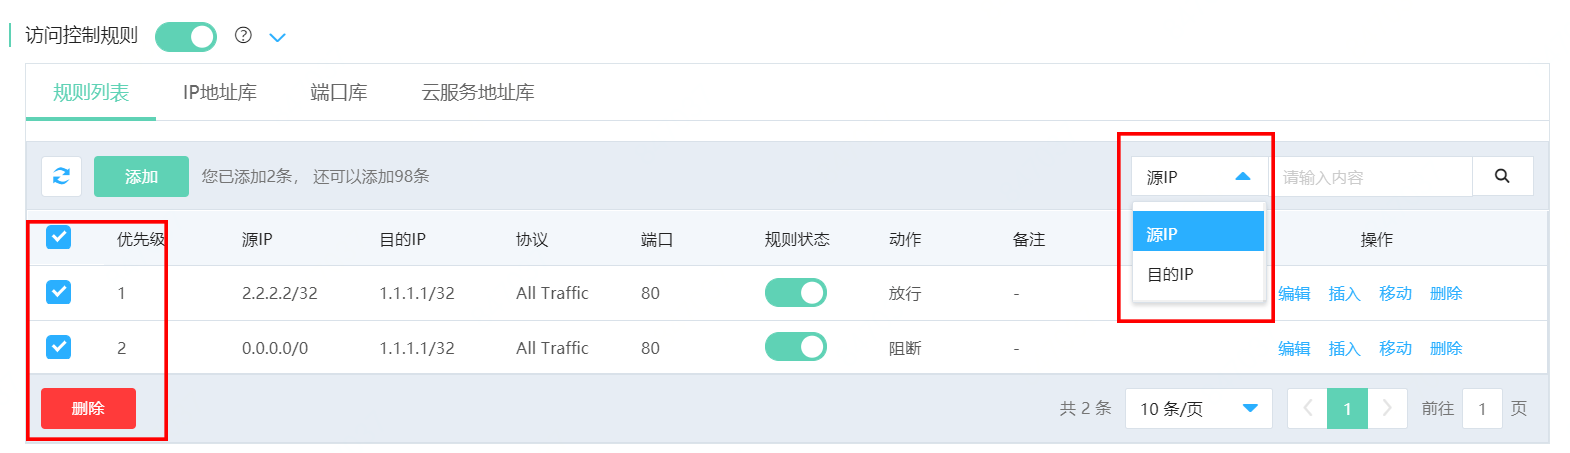 访问控制规则 ?
规则列表 IP地址库 端口库 云服务地址库
添加 您已添加2条， 还可以添加98条 源IP 请输入内容
源IP
目的IP
优先级 源IP 目的IP 协议 端口 规则状态 动作 备注 操作
1 2.2.2.2/32 1.1.1.1/32 All Traffic 80 放行 - 编辑 插入 移动 删除
2 0.0.0.0/0 1.1.1.1/32 All Traffic 80 阻断 - 编辑 插入 移动 删除
删除 共 2 条 10 条/页 1 前往 1 页